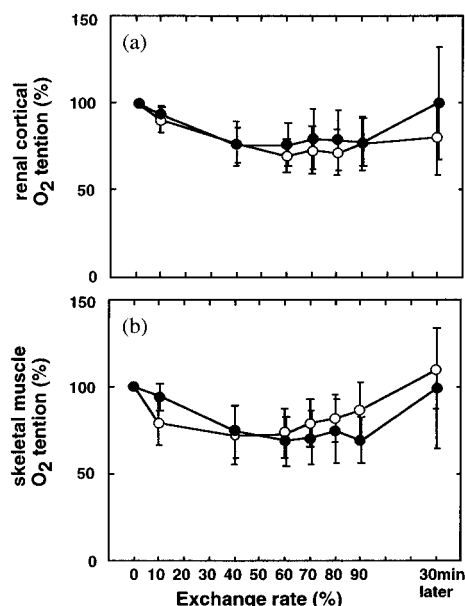 150
(a)
100
50
0
renal cortical
O2 tention (%)
150
(b)
100
50
0
skeletal muscle
O2 tention (%)
0 10 20 30 40 50 60 70 80 90 30min
later
Exchange rate (%)